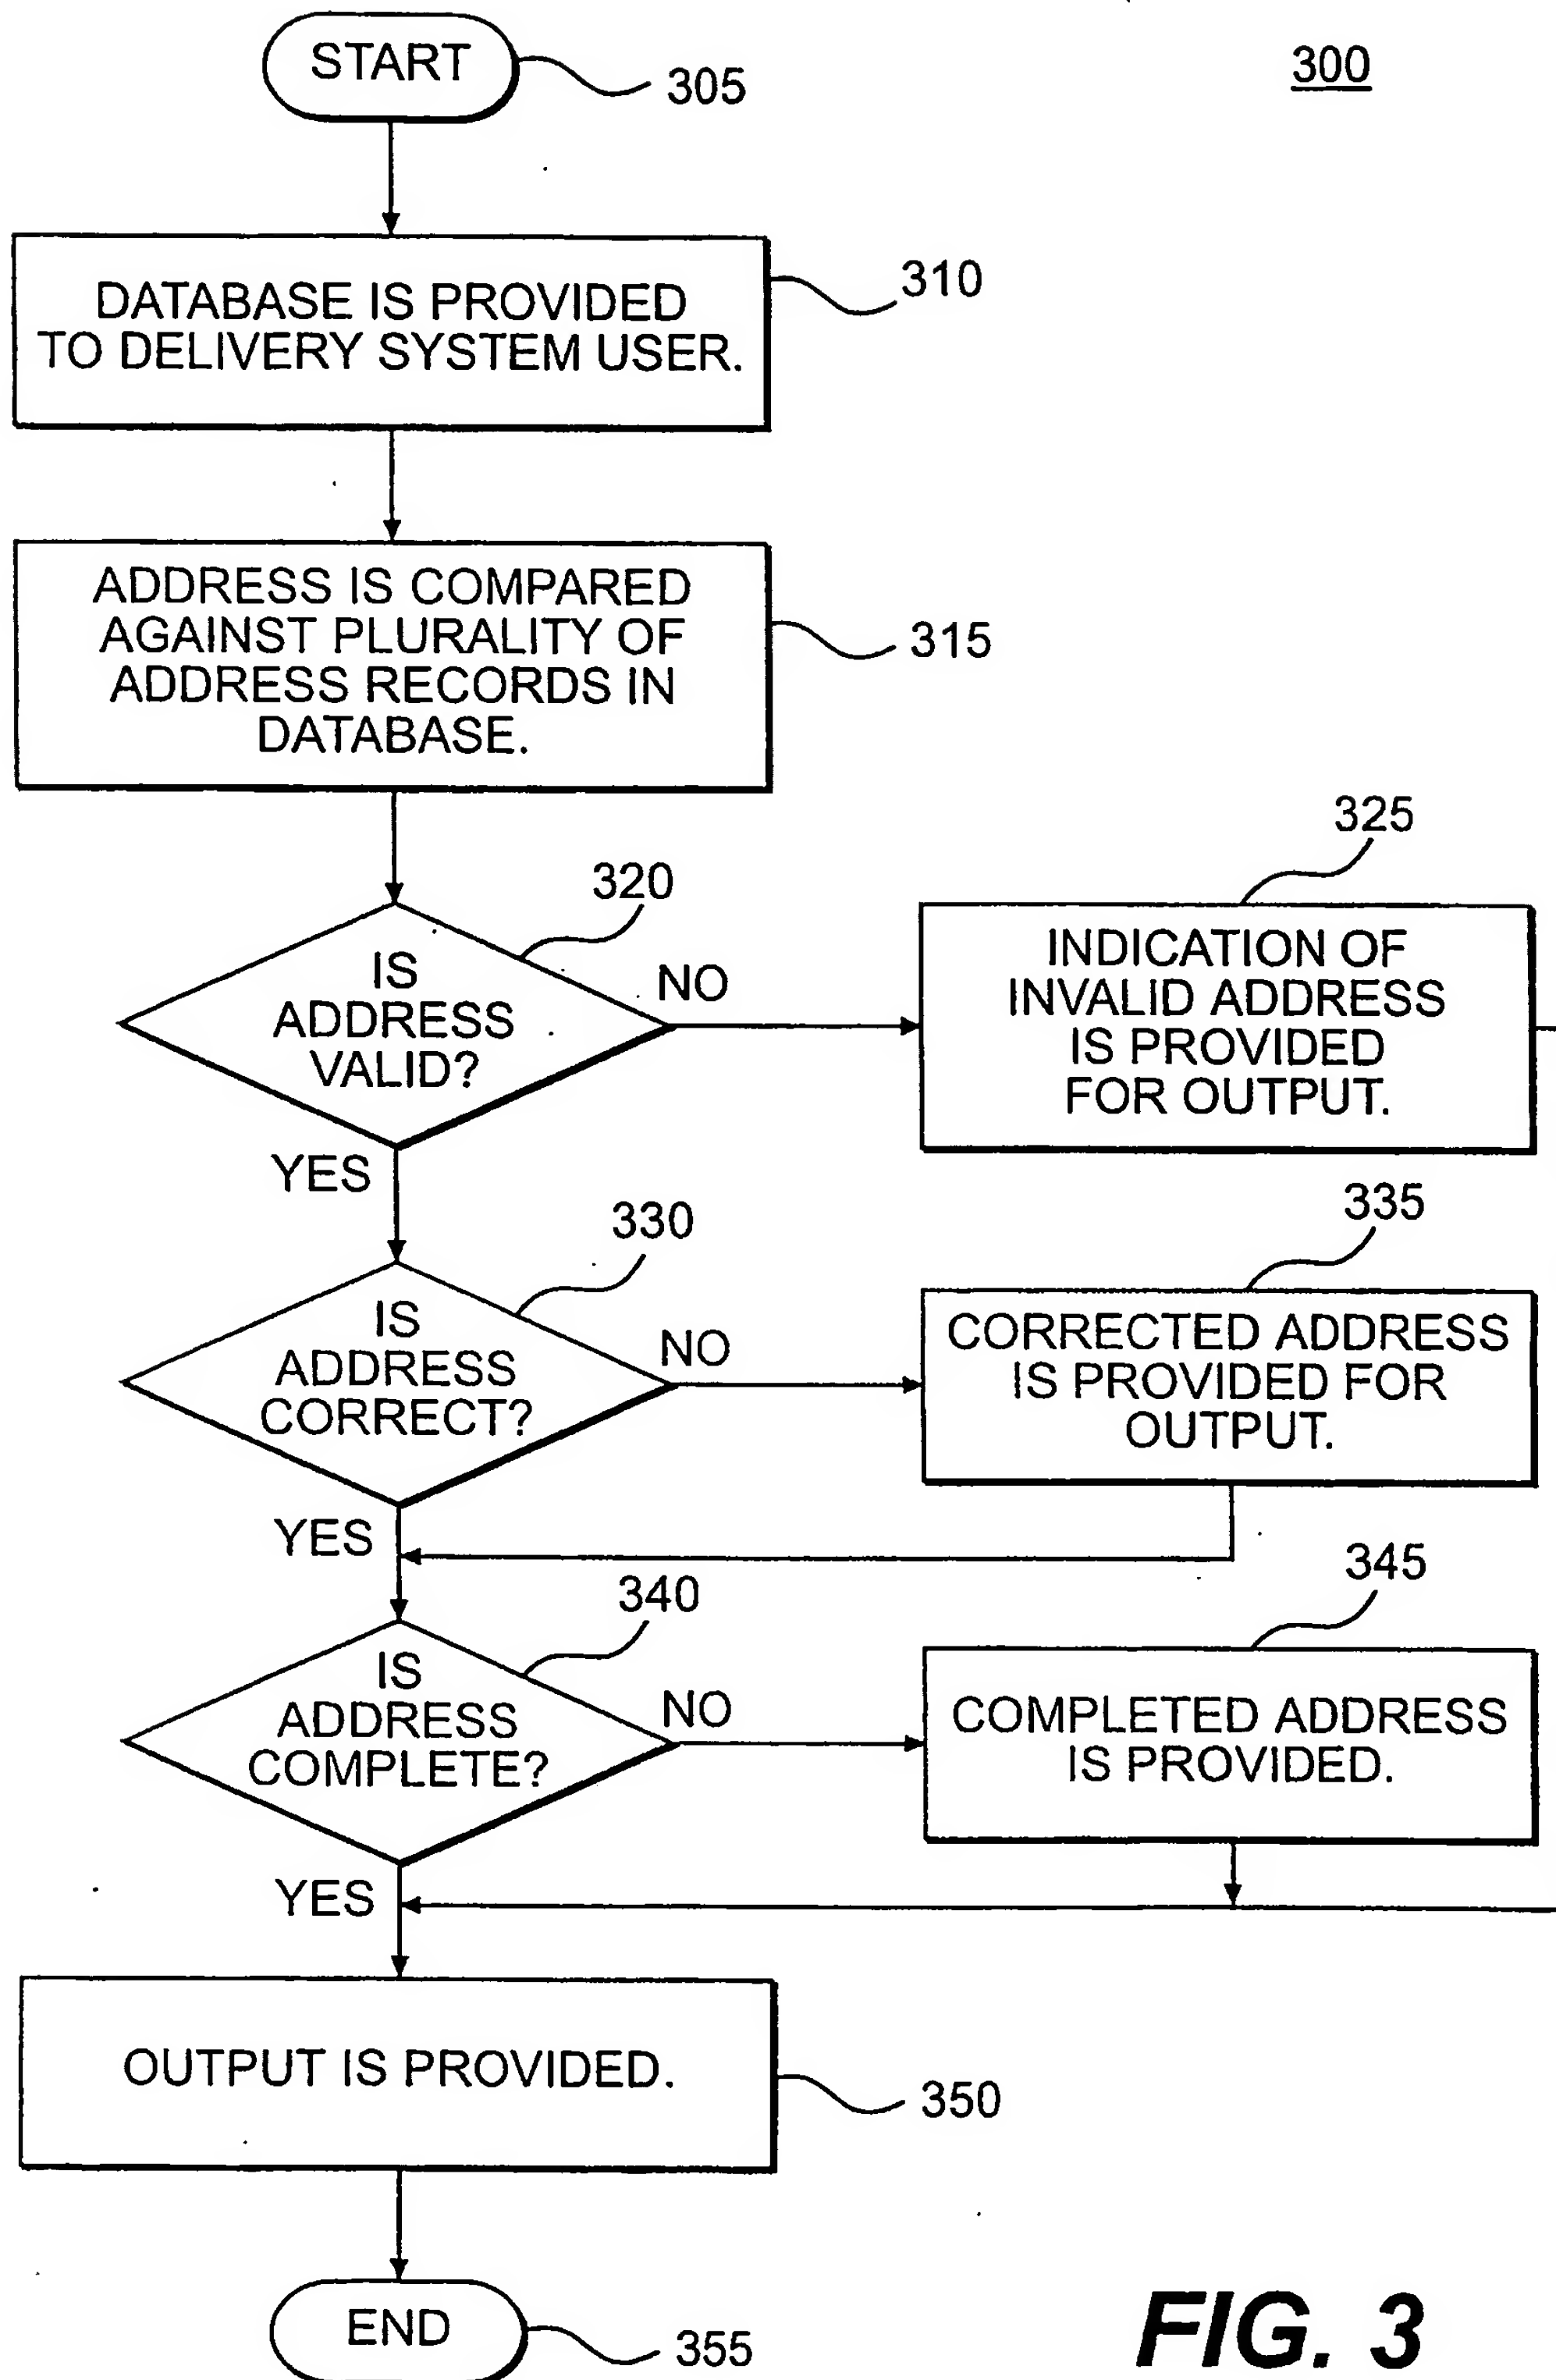 START
305
300
DATABASE IS PROVIDED
TO DELIVERY SYSTEM USER.
310
ADDRESS IS COMPARED
AGAINST PLURALITY OF
ADDRESS RECORDS IN
DATABASE.
315
320
IS
ADDRESS
VALID?
NO
YES
325
INDICATION OF
INVALID ADDRESS
IS PROVIDED
FOR OUTPUT.
330
IS
ADDRESS
CORRECT?
NO
YES
335
CORRECTED ADDRESS
IS PROVIDED FOR
OUTPUT.
340
IS
ADDRESS
COMPLETE?
NO
YES
345
COMPLETED ADDRESS
IS PROVIDED.
OUTPUT IS PROVIDED.
350
END
355
FIG. 3